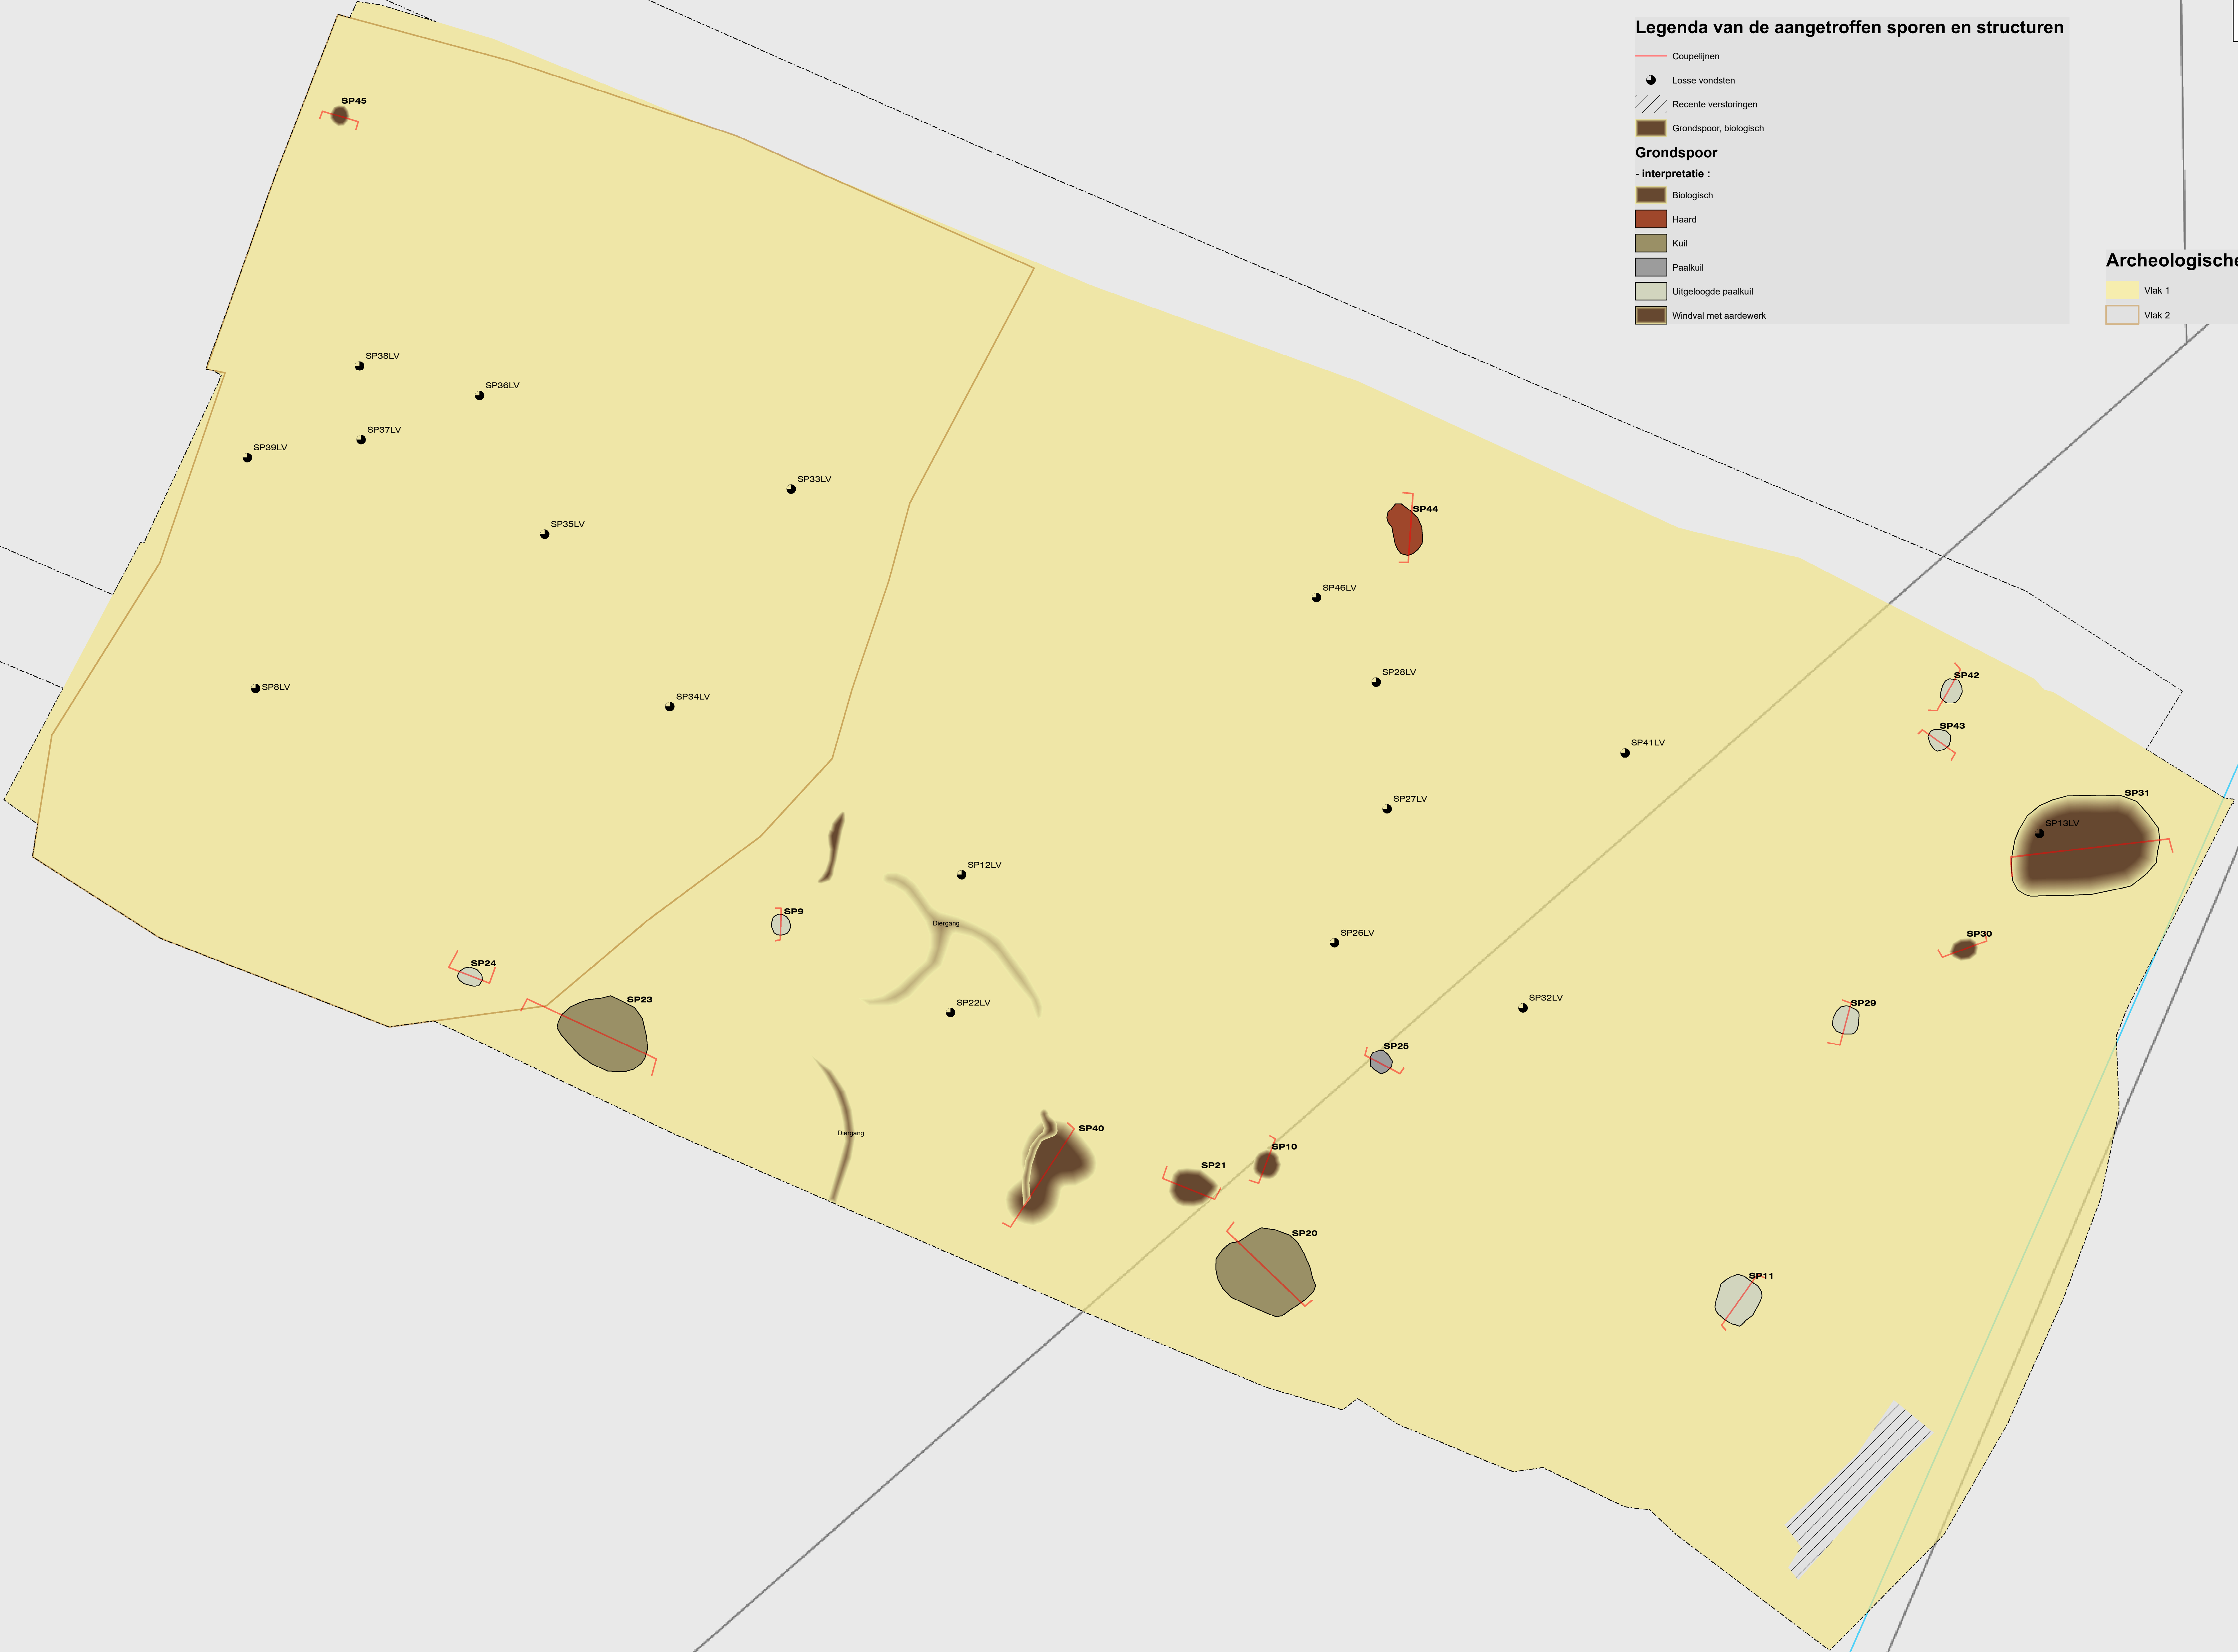 Legenda van de aangetroffen sporen en structuren
Coupelijnen
Losse vondsten
Recente verstoringen
Grondspoor, biologisch
Grondspoor
- interpretatie :
Biologisch
Haard
Kuil
Paalkuil
Uitgeloogde paalkuil
Windval met aardewerk
Archeologische
Vlak 1
Vlak 2
SP45
SP38LV
SP36LV
SP37LV
SP39LV
SP33LV
SP35LV
SP44
SP46LV
SP28LV
SP42
SP8LV
SP34LV
SP43
SP41LV
SP31
SP27LV
SP13LV
SP12LV
SP9
Diergang
SP26LV
SP30
SP24
SP23
SP22LV
SP32LV
SP29
SP25
Diergang
SP40
SP10
SP21
SP20
SP11